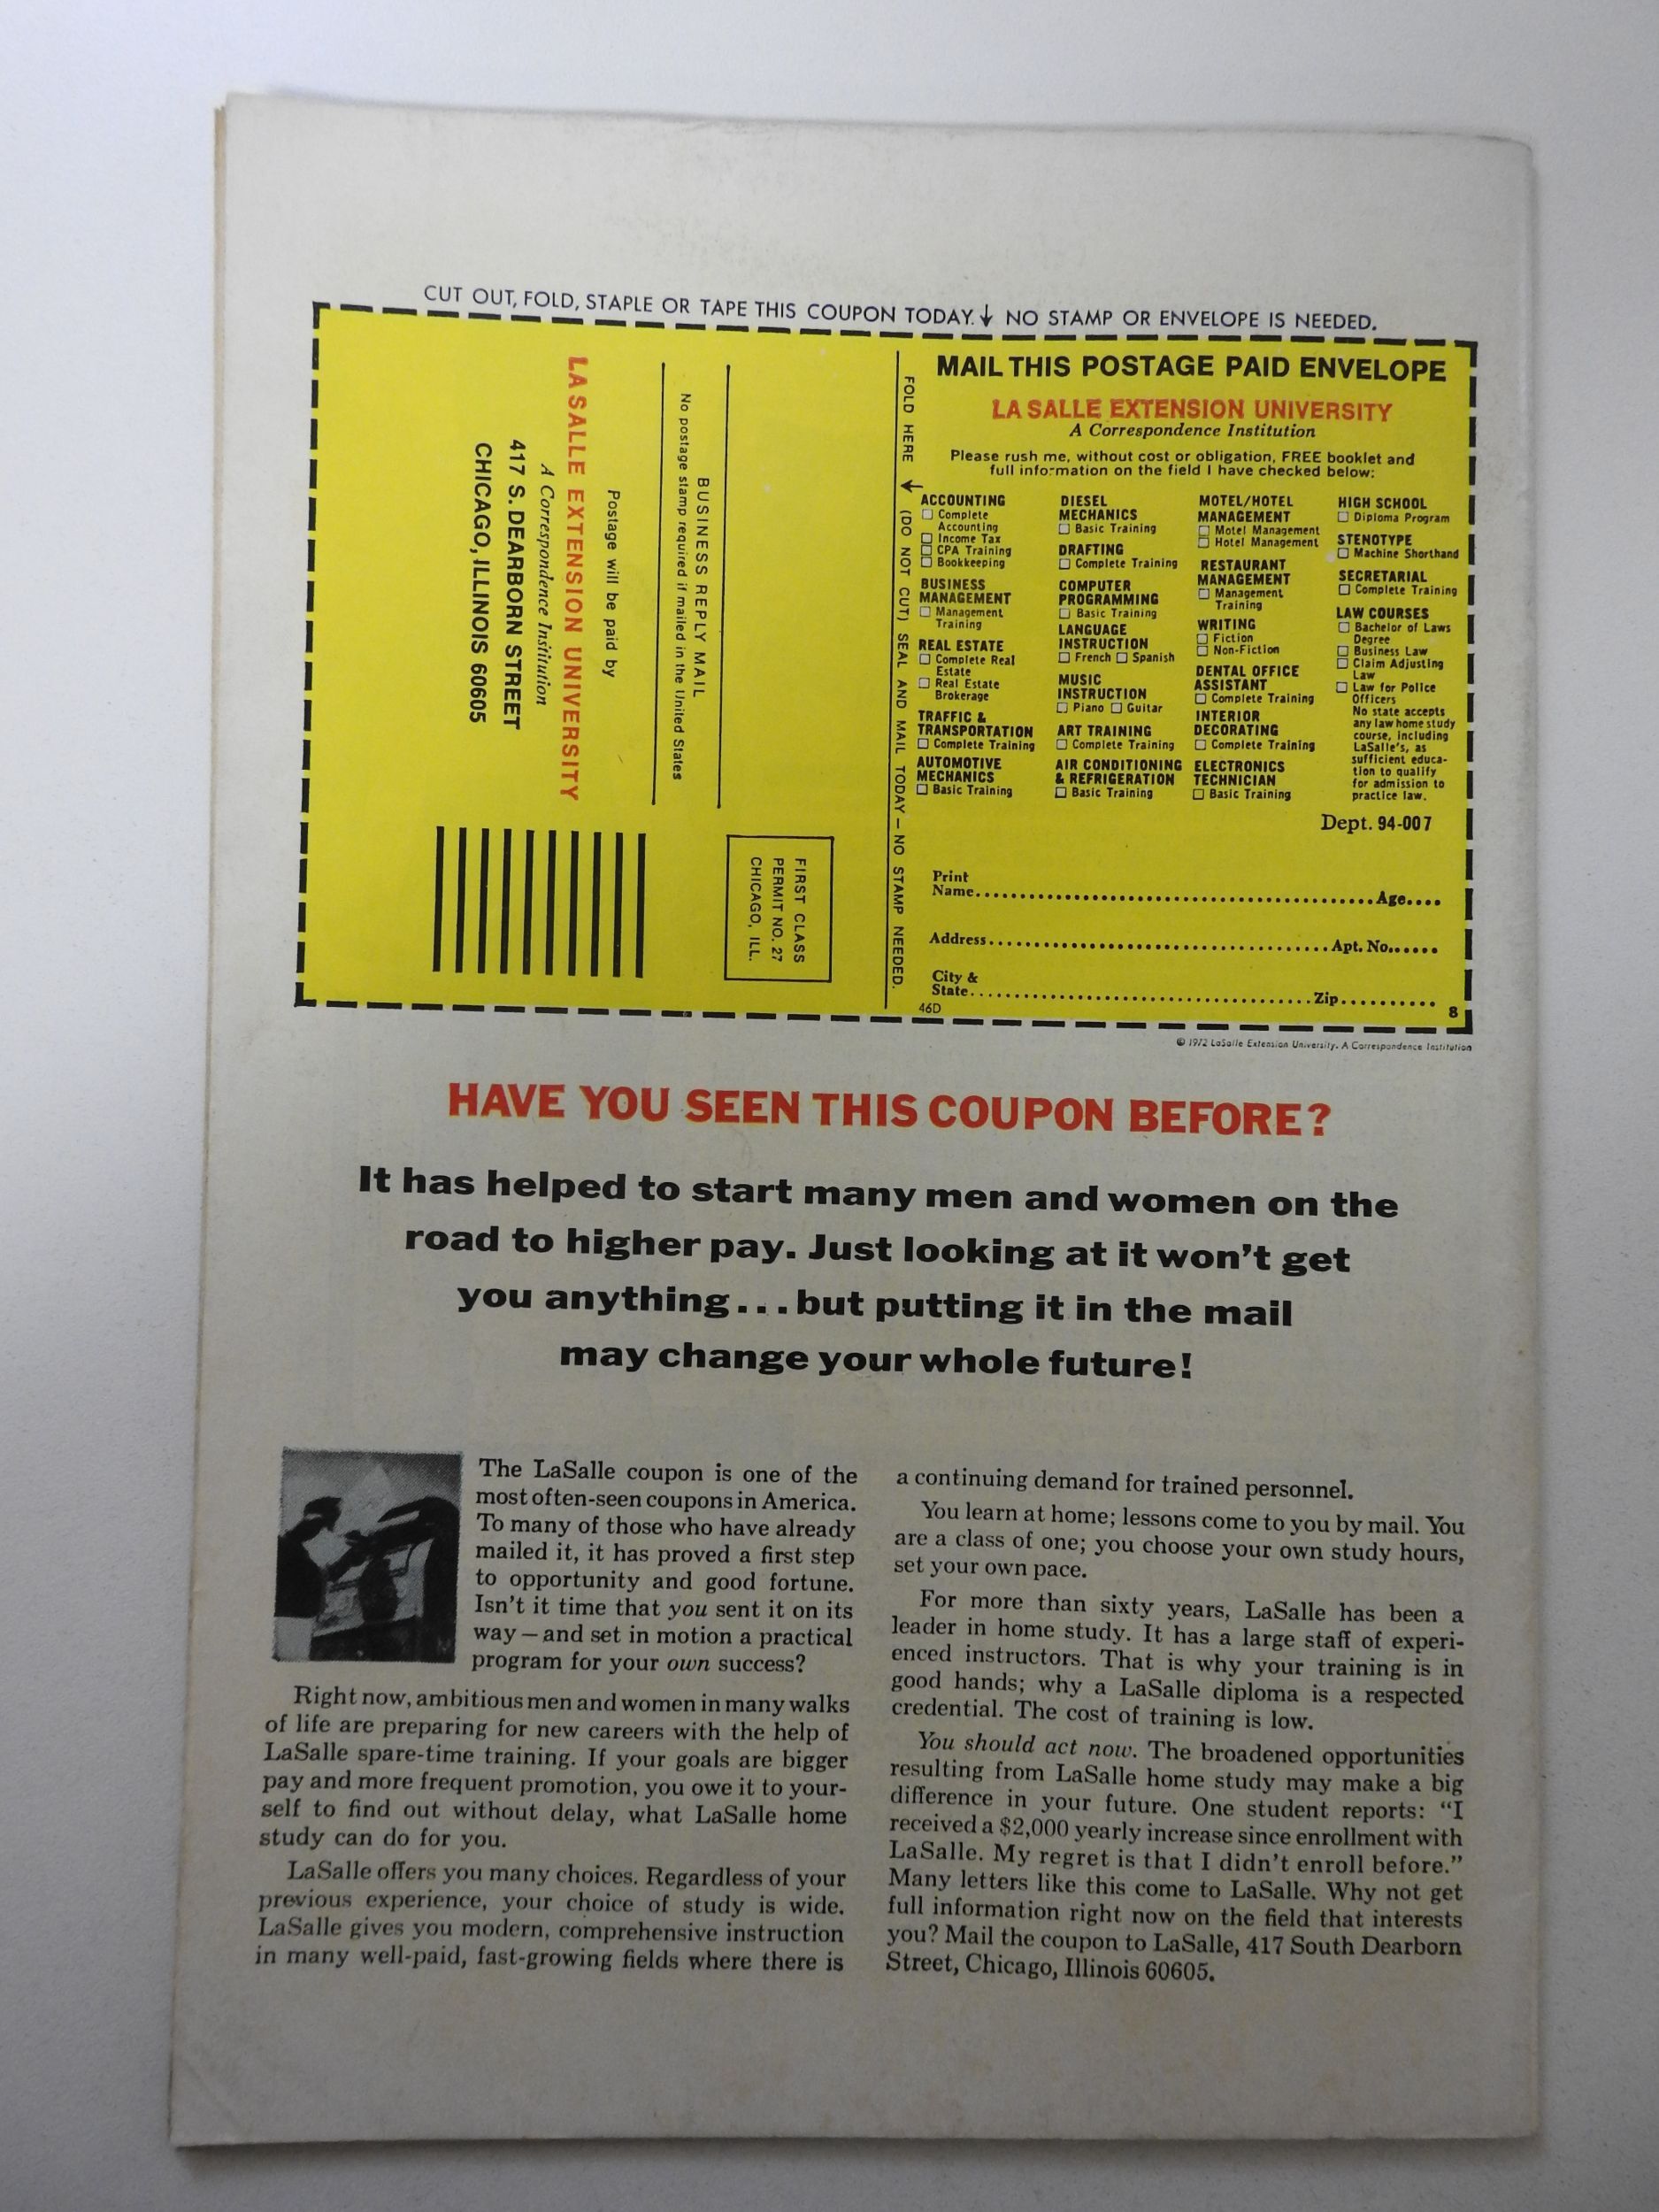 CUT OUT, FOLD, STAPLE OR TAPE THIS COUPON TODAY.↓ NO STAMP OR ENVELOPE IS NEEDED.
FIRST CLASS
PERMIT NO. 27
CHICAGO, ILL.
BUSINESS REPLY MAIL
No postage stamp required if mailed in the United States
Postage will be paid by
LA SALLE EXTENSION UNIVERSITY
A Correspondence Institution
417 S. DEARBORN STREET
CHICAGO, ILLINOIS 60605
FOLD HERE (DO NOT CUT) SEAL AND MAIL TODAY — NO STAMP NEEDED.
MAIL THIS POSTAGE PAID ENVELOPE
LA SALLE EXTENSION UNIVERSITY
A Correspondence Institution
Please rush me, without cost or obligation, FREE booklet and
full information on the field I have checked below:
ACCOUNTING
☐ Complete
Accounting
☐ Income Tax
☐ CPA Training
☐ Bookkeeping
BUSINESS
MANAGEMENT
☐ Management
Training
REAL ESTATE
☐ Complete Real
Estate
☐ Real Estate
Brokerage
TRAFFIC &
TRANSPORTATION
☐ Complete Training
AUTOMOTIVE
MECHANICS
☐ Basic Training
DIESEL
MECHANICS
☐ Basic Training
DRAFTING
☐ Complete Training
COMPUTER
PROGRAMMING
☐ Basic Training
LANGUAGE
INSTRUCTION
☐ French ☐ Spanish
MUSIC
INSTRUCTION
☐ Piano ☐ Guitar
ART TRAINING
☐ Complete Training
AIR CONDITIONING
& REFRIGERATION
☐ Basic Training
MOTEL/HOTEL
MANAGEMENT
☐ Motel Management
☐ Hotel Management
RESTAURANT
MANAGEMENT
☐ Management
Training
WRITING
☐ Fiction
☐ Non-Fiction
DENTAL OFFICE
ASSISTANT
☐ Complete Training
INTERIOR
DECORATING
☐ Complete Training
ELECTRONICS
TECHNICIAN
☐ Basic Training
HIGH SCHOOL
☐ Diploma Program
STENOTYPE
☐ Machine Shorthand
SECRETARIAL
☐ Complete Training
LAW COURSES
☐ Bachelor of Laws
Degree
☐ Business Law
☐ Claim Adjusting
Law
☐ Law for Police
Officers
No state accepts
any law home study
course, including
LaSalle's, as
sufficient educa-
tion to qualify
for admission to
practice law.
Dept. 94-007
Print
Name........Age....
Address........Apt. No......
City &
State........Zip..........
46D 8
© 1972 LaSalle Extension University. A Correspondence Institution
HAVE YOU SEEN THIS COUPON BEFORE?
It has helped to start many men and women on the
road to higher pay. Just looking at it won't get
you anything...but putting it in the mail
may change your whole future!
The LaSalle coupon is one of the
most often-seen coupons in America.
To many of those who have already
mailed it, it has proved a first step
to opportunity and good fortune.
Isn't it time that you sent it on its
way — and set in motion a practical
program for your own success?
Right now, ambitious men and women in many walks
of life are preparing for new careers with the help of
LaSalle spare-time training. If your goals are bigger
pay and more frequent promotion, you owe it to your-
self to find out without delay, what LaSalle home
study can do for you.
LaSalle offers you many choices. Regardless of your
previous experience, your choice of study is wide.
LaSalle gives you modern, comprehensive instruction
in many well-paid, fast-growing fields where there is
a continuing demand for trained personnel.
You learn at home; lessons come to you by mail. You
are a class of one; you choose your own study hours,
set your own pace.
For more than sixty years, LaSalle has been a
leader in home study. It has a large staff of experi-
enced instructors. That is why your training is in
good hands; why a LaSalle diploma is a respected
credential. The cost of training is low.
You should act now. The broadened opportunities
resulting from LaSalle home study may make a big
difference in your future. One student reports: "I
received a $2,000 yearly increase since enrollment with
LaSalle. My regret is that I didn't enroll before."
Many letters like this come to LaSalle. Why not get
full information right now on the field that interests
you? Mail the coupon to LaSalle, 417 South Dearborn
Street, Chicago, Illinois 60605.